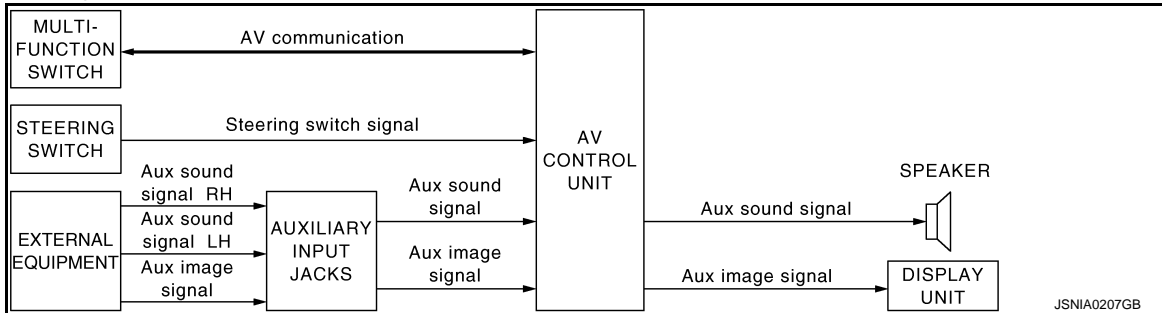 MULTI-
FUNCTION
SWITCH
AV communication
STEERING
SWITCH
Steering switch signal
EXTERNAL
EQUIPMENT
Aux sound
signal RH
Aux sound
signal LH
Aux image
signal
AUXILIARY
INPUT
JACKS
Aux sound
signal
Aux image
signal
AV
CONTROL
UNIT
Aux sound signal
SPEAKER
Aux image signal
DISPLAY
UNIT
JSNIA0207GB